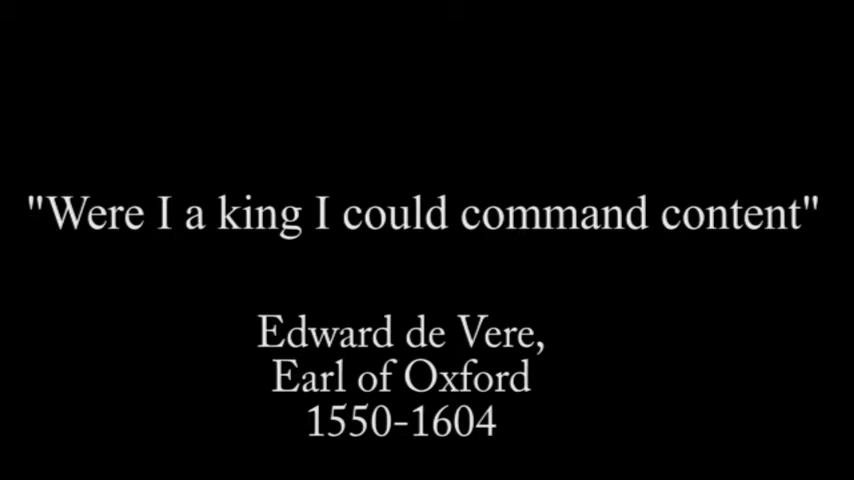 "Were I a king I could command content"
Edward de Vere,
Earl of Oxford
1550-1604